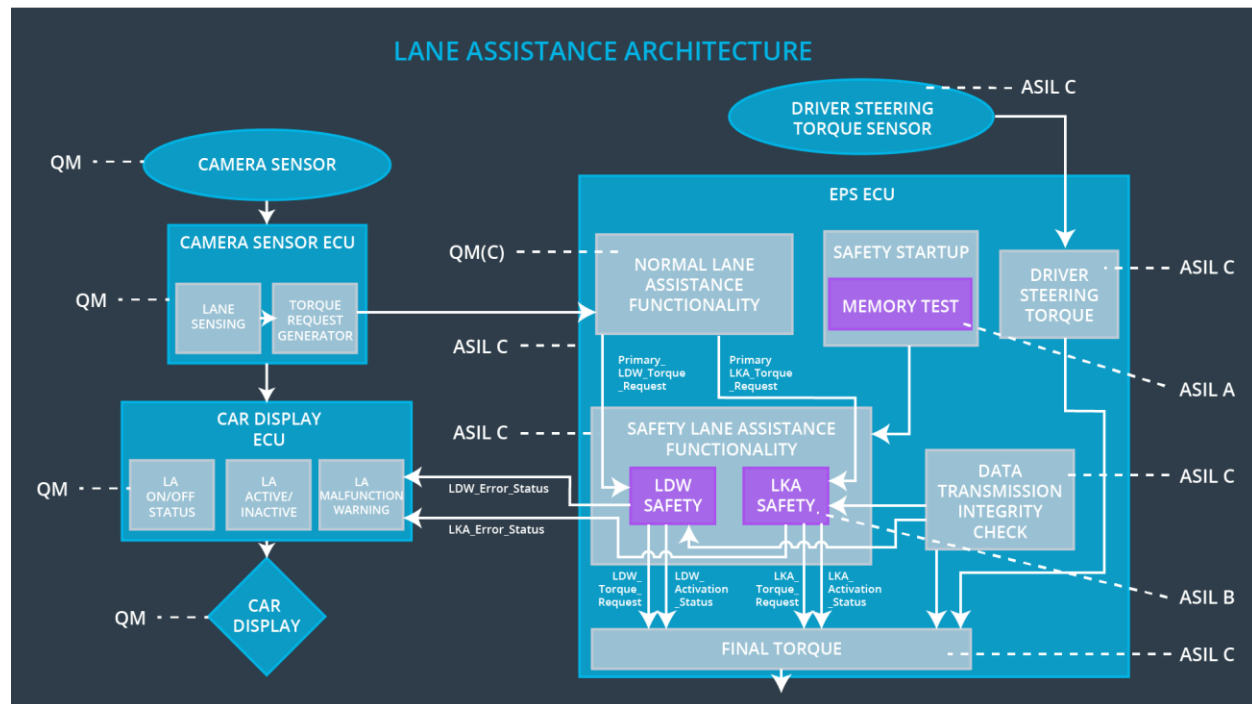 LANE ASSISTANCE ARCHITECTURE
ASIL C
DRIVER STEERING
TORQUE SENSOR
QM
CAMERA SENSOR
EPS ECU
CAMERA SENSOR ECU
QM
LANE
SENSING
TORQUE
REQUEST
GENERATOR
QM(C)
NORMAL LANE
ASSISTANCE
FUNCTIONALITY
SAFETY STARTUP
MEMORY TEST
DRIVER
STEERING
TORQUE
ASIL C
ASIL C
Primary_
LDW_Torque
_Request
Primary
LKA_Torque
_Request
ASIL A
CAR DISPLAY
ECU
QM
LA
ON/OFF
STATUS
LA
ACTIVE/
INACTIVE
LA
MALFUNCTION
WARNING
LDW_Error_Status
LKA_Error_Status
ASIL C
SAFETY LANE ASSISTANCE
FUNCTIONALITY
LDW
SAFETY
LKA
SAFETY
DATA
TRANSMISSION
INTEGRITY
CHECK
ASIL C
LDW_
Torque_
Request
LDW_
Activation
_Status
LKA_
Torque_
Request
LKA_
Activation
_Status
ASIL B
QM
CAR
DISPLAY
FINAL TORQUE
ASIL C